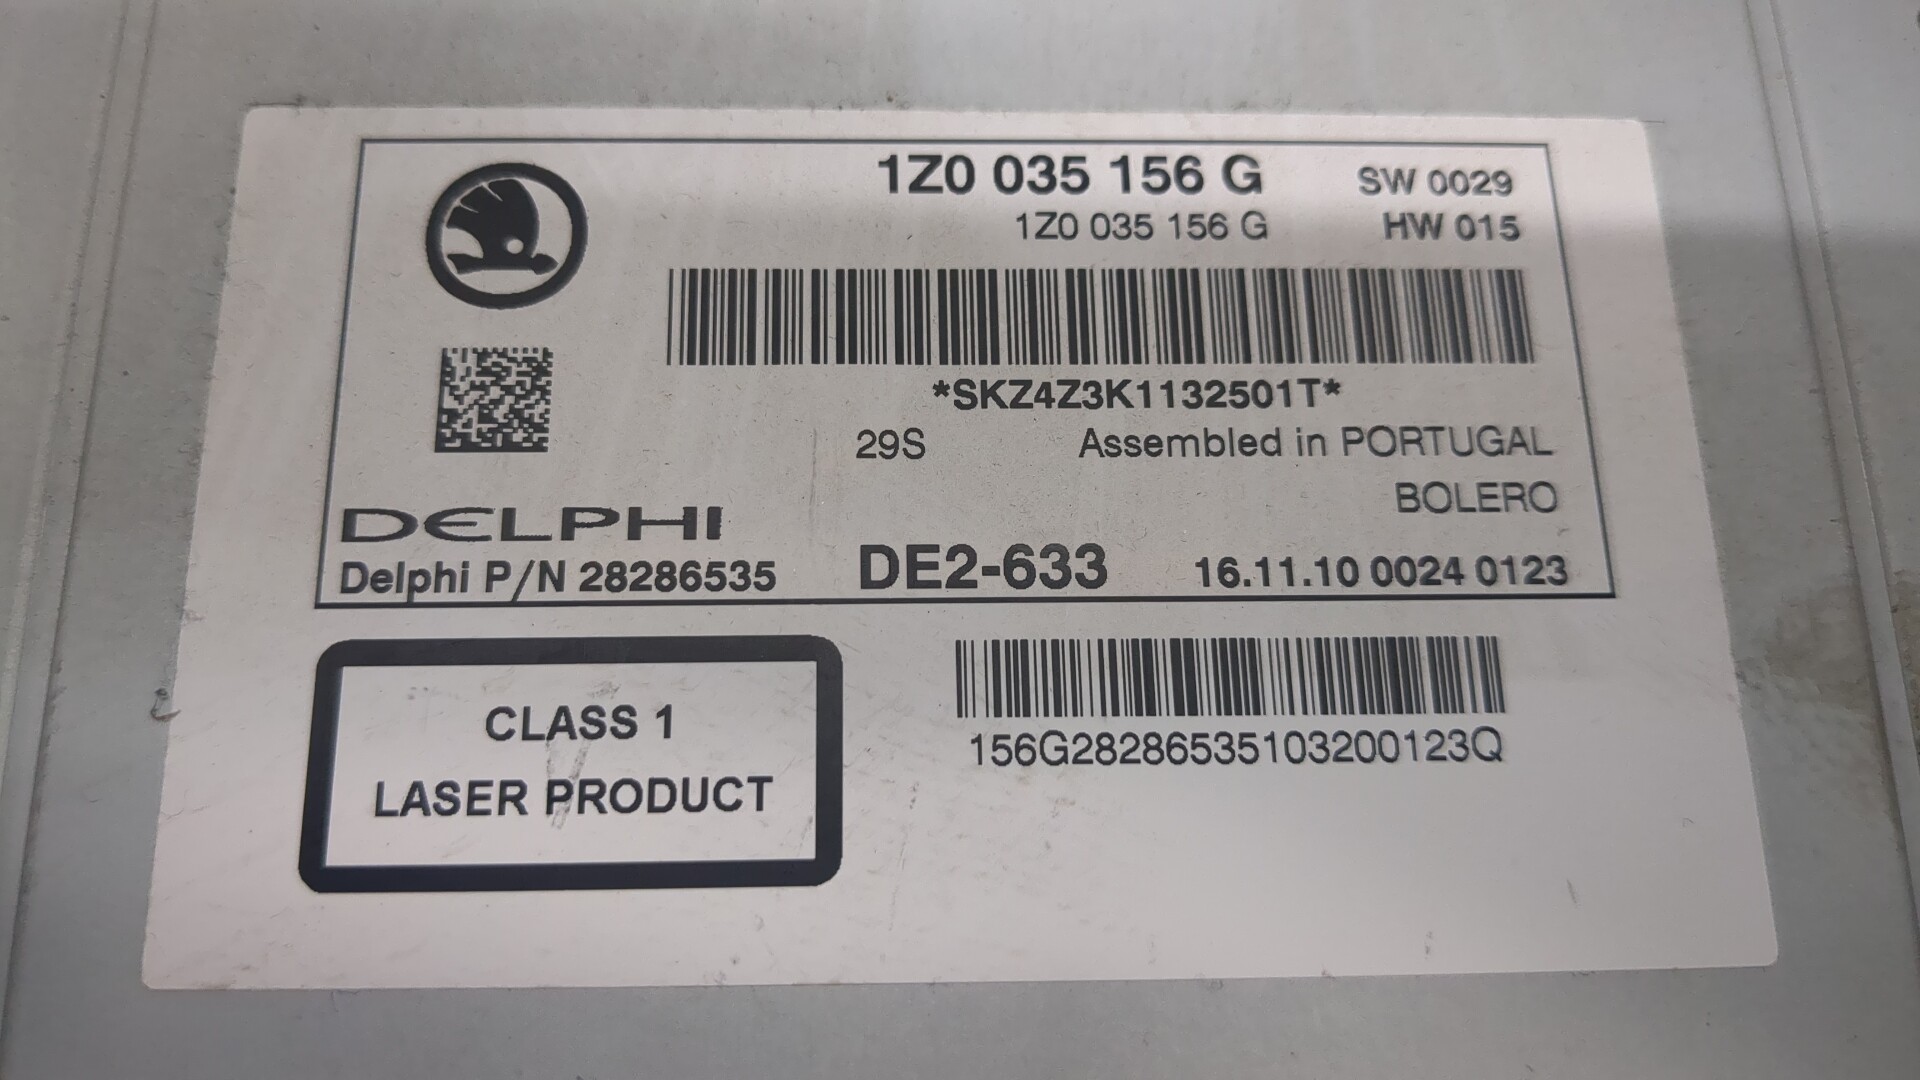 1Z0 035 156 G SW 0029
1Z0 035 156 G HW 015
*SKZ4Z3K1132501T*
29S Assembled in PORTUGAL
BOLERO
DELPHI
Delphi P/N 28286535 DE2-633 16.11.10 0024 0123
CLASS 1
LASER PRODUCT
156G28286535103200123Q